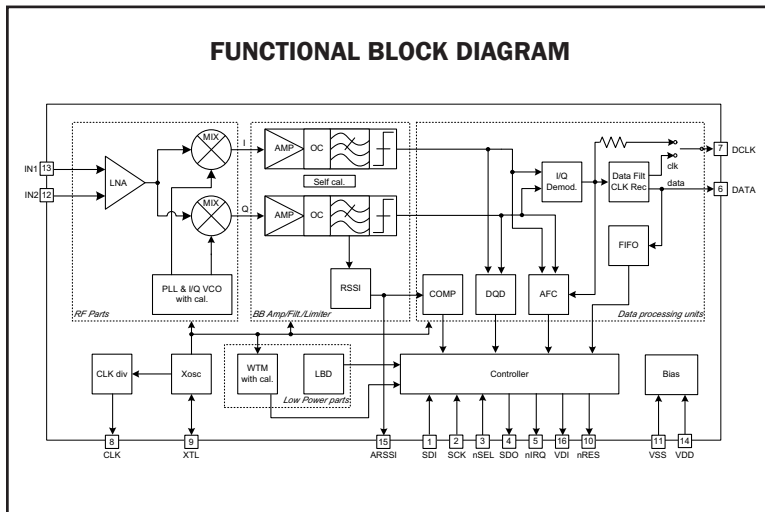 FUNCTIONAL BLOCK DIAGRAM
MIX
I
AMP
OC
Self cal.
IN1
13
LNA
IN2
12
MIX
Q
AMP
OC
I/Q
Demod.
Data Filt
CLK Rec
clk
data
7
DCLK
6
DATA
FIFO
PLL & I/Q VCO
with cal.
RSSI
COMP
DQD
AFC
RF Parts
BB Amp/Filt./Limiter
Data processing units
CLK div
Xosc
WTM
with cal.
LBD
Low Power parts
Controller
Bias
8
CLK
9
XTL
15
ARSSI
1
SDI
2
SCK
3
nSEL
4
SDO
5
nIRQ
16
VDI
10
nRES
11
VSS
14
VDD